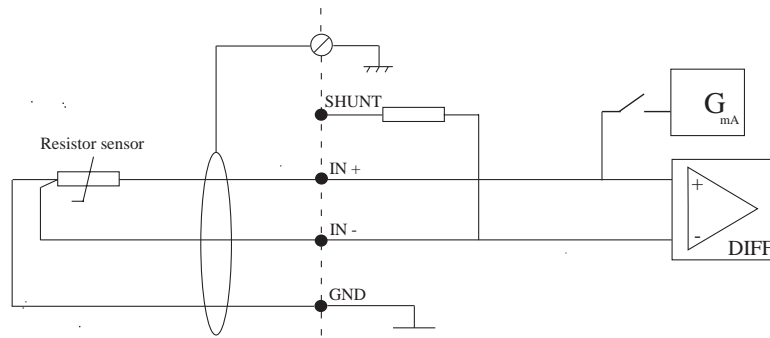 SHUNT
G mA
Resistor sensor
IN +
+
IN -
-
DIFF
GND